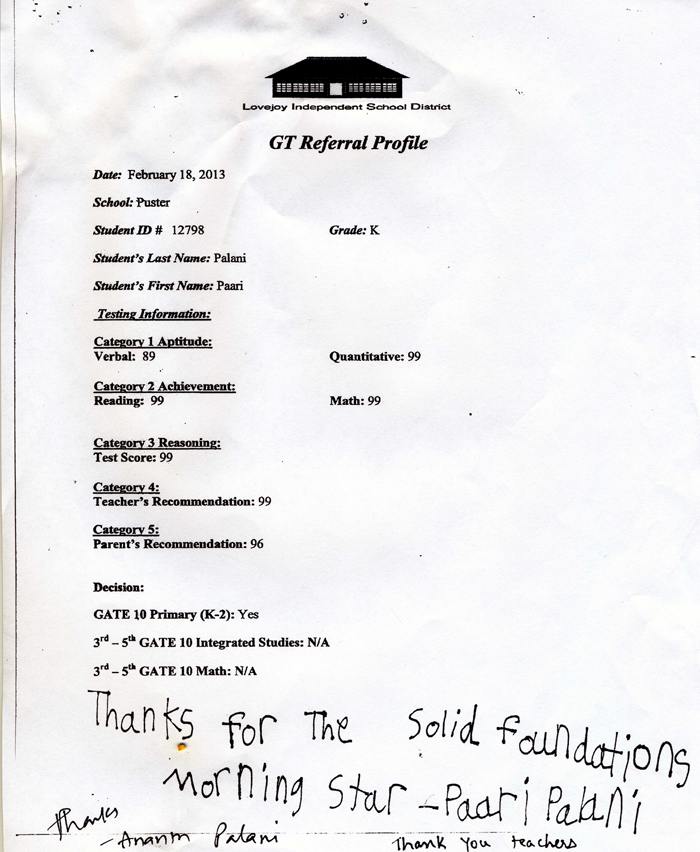 Lovejoy Independent School District
GT Referral Profile
Date: February 18, 2013
School: Puster
Student ID # 12798 Grade: K
Student's Last Name: Palani
Student's First Name: Paari
Testing Information:
Category 1 Aptitude:
Verbal: 89 Quantitative: 99
Category 2 Achievement:
Reading: 99 Math: 99
Category 3 Reasoning:
Test Score: 99
Category 4:
Teacher's Recommendation: 99
Category 5:
Parent's Recommendation: 96
Decision:
GATE 10 Primary (K-2): Yes
3rd – 5th GATE 10 Integrated Studies: N/A
3rd – 5th GATE 10 Math: N/A
Thanks for The Solid foundations
Morning Star - Paari Palani
Thanks
- Palani Thank You teachers